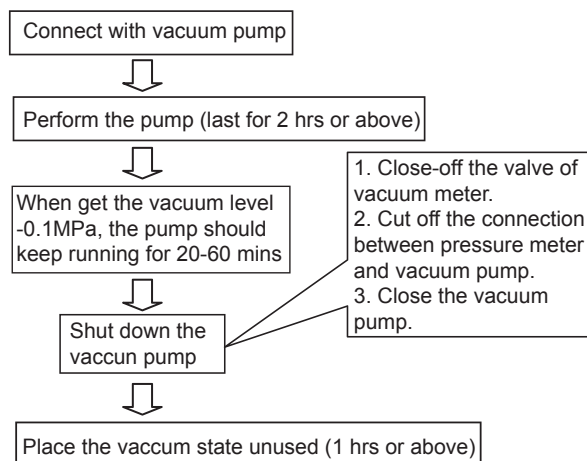 Connect with vacuum pump
Perform the pump (last for 2 hrs or above)
When get the vacuum level
-0.1MPa, the pump should
keep running for 20-60 mins
Shut down the
vaccun pump
1. Close-off the valve of
vacuum meter.
2. Cut off the connection
between pressure meter
and vacuum pump.
3. Close the vacuum
pump.
Place the vaccum state unused (1 hrs or above)